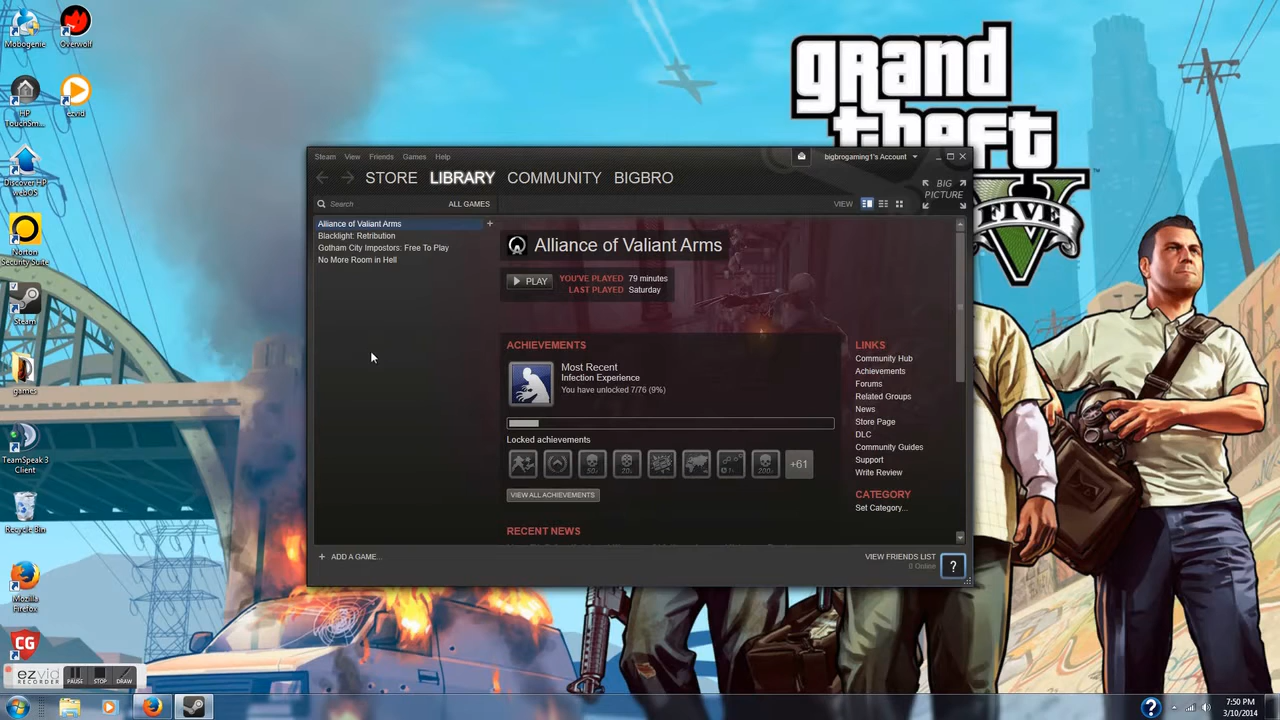 Mobogenie
Overwolf
HP
TouchSm...
ezvid
Discover HP
webOS
Norton
Security Suite
Steam
games
TeamSpeak 3
Client
Recycle Bin
Mozilla
Firefox
CG
grand
theft
V
FIVE
™
Steam View Friends Games Help
bigbrogaming1's Account
STORE LIBRARY COMMUNITY BIGBRO
BIG
PICTURE
Search ALL GAMES
VIEW
Alliance of Valiant Arms
Blacklight: Retribution
Gotham City Impostors: Free To Play
No More Room in Hell
Alliance of Valiant Arms
PLAY
YOU'VE PLAYED 79 minutes
LAST PLAYED Saturday
ACHIEVEMENTS
Most Recent
Infection Experience
You have unlocked 7/76 (9%)
Locked achievements
50
20
200
+61
VIEW ALL ACHIEVEMENTS
RECENT NEWS
LINKS
Community Hub
Achievements
Forums
Related Groups
News
Store Page
DLC
Community Guides
Support
Write Review
CATEGORY
Set Category...
+ ADD A GAME...
VIEW FRIENDS LIST
0 Online
?
ezvid
RECORDER
PAUSE STOP DRAW
?
7:50 PM
3/10/2014